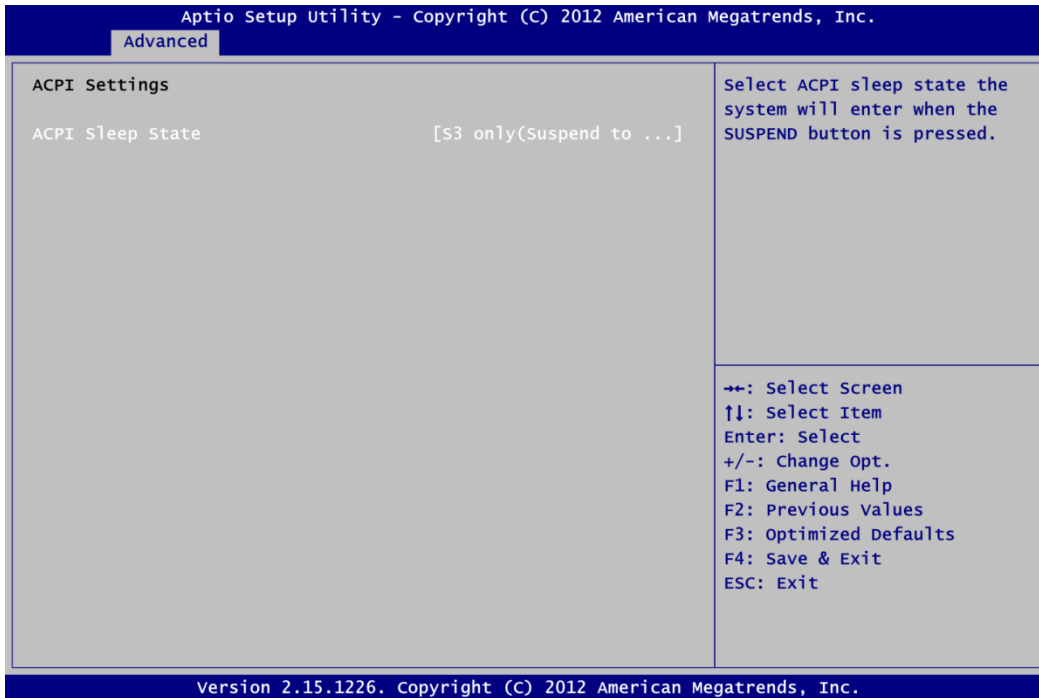 Aptio Setup Utility - Copyright (C) 2012 American Megatrends, Inc.
Advanced
ACPI Settings
ACPI Sleep State [S3 only(Suspend to ...]
Select ACPI sleep state the
system will enter when the
SUSPEND button is pressed.
→←: Select Screen
↑↓: Select Item
Enter: Select
+/-: Change Opt.
F1: General Help
F2: Previous Values
F3: Optimized Defaults
F4: Save & Exit
ESC: Exit
Version 2.15.1226. Copyright (C) 2012 American Megatrends, Inc.